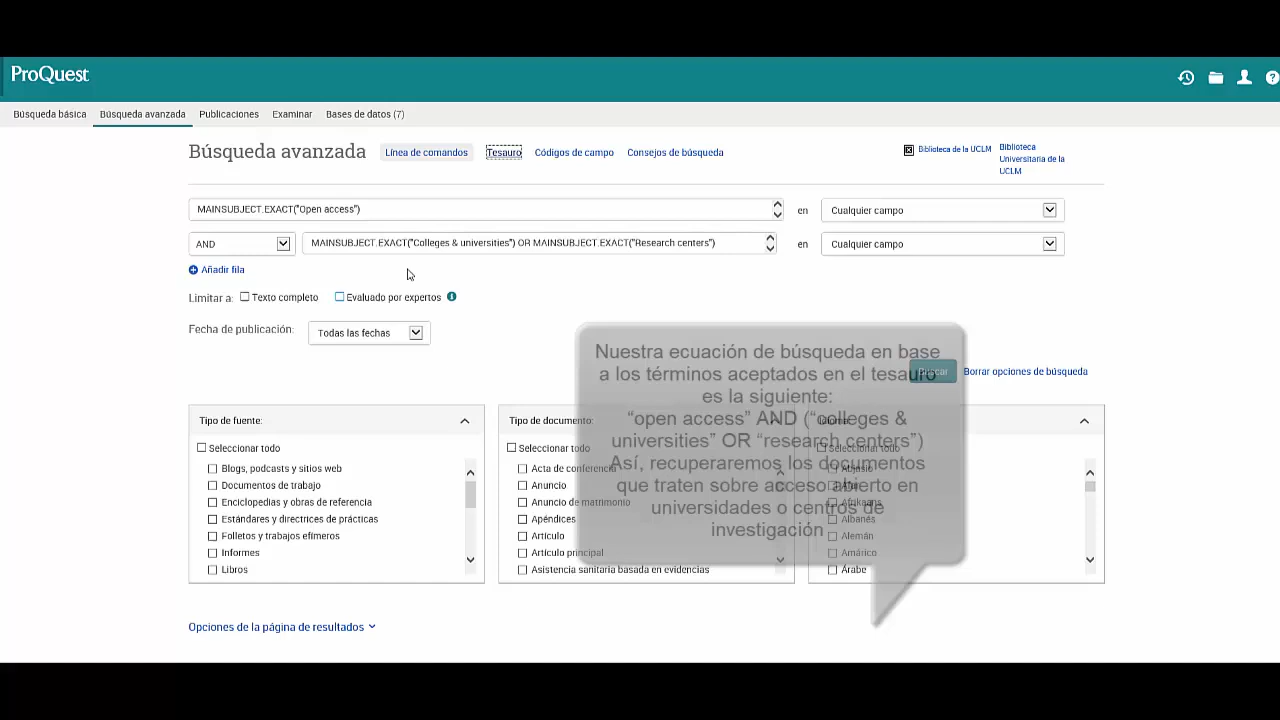 ProQuest
Búsqueda básica Búsqueda avanzada Publicaciones Examinar Bases de datos (7)
Búsqueda avanzada Línea de comandos Tesauro Códigos de campo Consejos de búsqueda
Biblioteca de la UCLM
Biblioteca
Universitaria de la
UCLM
MAINSUBJECT.EXACT("Open access") en Cualquier campo
AND MAINSUBJECT.EXACT("Colleges & universities") OR MAINSUBJECT.EXACT("Research centers") en Cualquier campo
Añadir fila
Limitar a: Texto completo Evaluado por expertos
Fecha de publicación: Todas las fechas
Buscar Borrar opciones de búsqueda
Nuestra ecuación de búsqueda en base
a los términos aceptados en el tesauro
es la siguiente:
“open access” AND (“colleges &
universities” OR “research centers”)
Así, recuperaremos los documentos
que traten sobre acceso abierto en
universidades o centros de
investigación
Tipo de fuente:
Seleccionar todo
Blogs, podcasts y sitios web
Documentos de trabajo
Enciclopedias y obras de referencia
Estándares y directrices de prácticas
Folletos y trabajos efímeros
Informes
Libros
Tipo de documento:
Seleccionar todo
Acta de conferencia
Anuncio
Anuncio de matrimonio
Apéndices
Artículo
Artículo principal
Asistencia sanitaria basada en evidencias
Idioma:
Seleccionar todo
Abjasio
Afrikaans
Albanés
Alemán
Amárico
Árabe
Opciones de la página de resultados